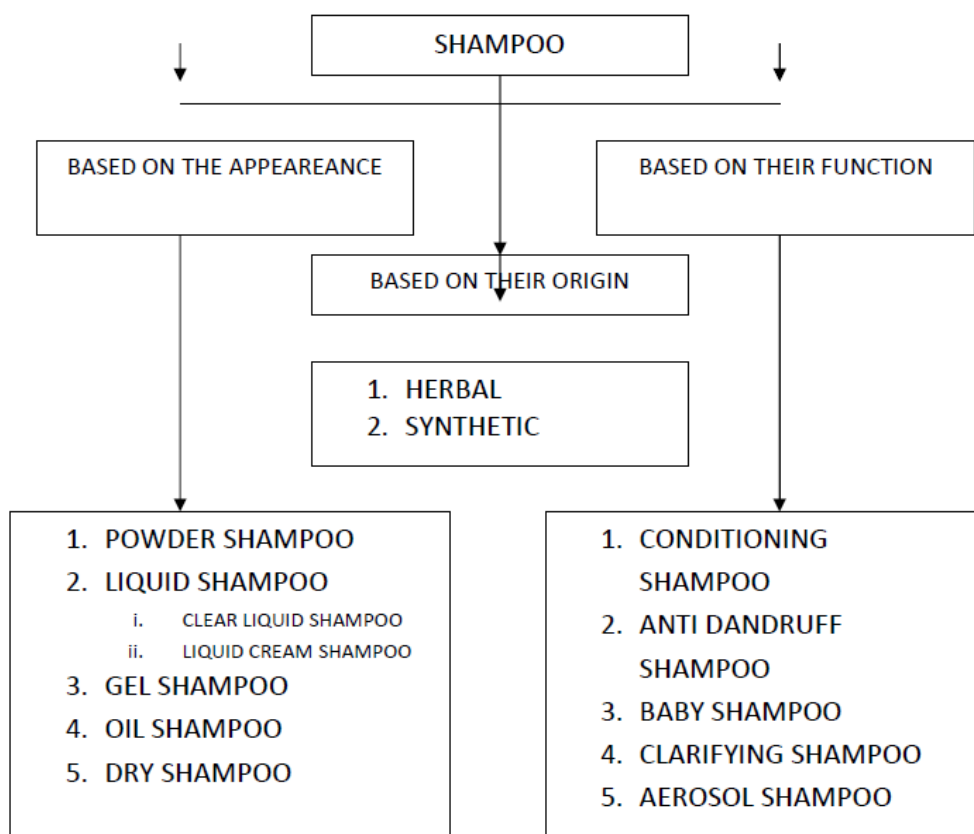 SHAMPOO
BASED ON THE APPEAREANCE
BASED ON THEIR FUNCTION
BASED ON THEIR ORIGIN
1. HERBAL
2. SYNTHETIC
1. POWDER SHAMPOO
2. LIQUID SHAMPOO
i. CLEAR LIQUID SHAMPOO
ii. LIQUID CREAM SHAMPOO
3. GEL SHAMPOO
4. OIL SHAMPOO
5. DRY SHAMPOO
1. CONDITIONING
SHAMPOO
2. ANTI DANDRUFF
SHAMPOO
3. BABY SHAMPOO
4. CLARIFYING SHAMPOO
5. AEROSOL SHAMPOO